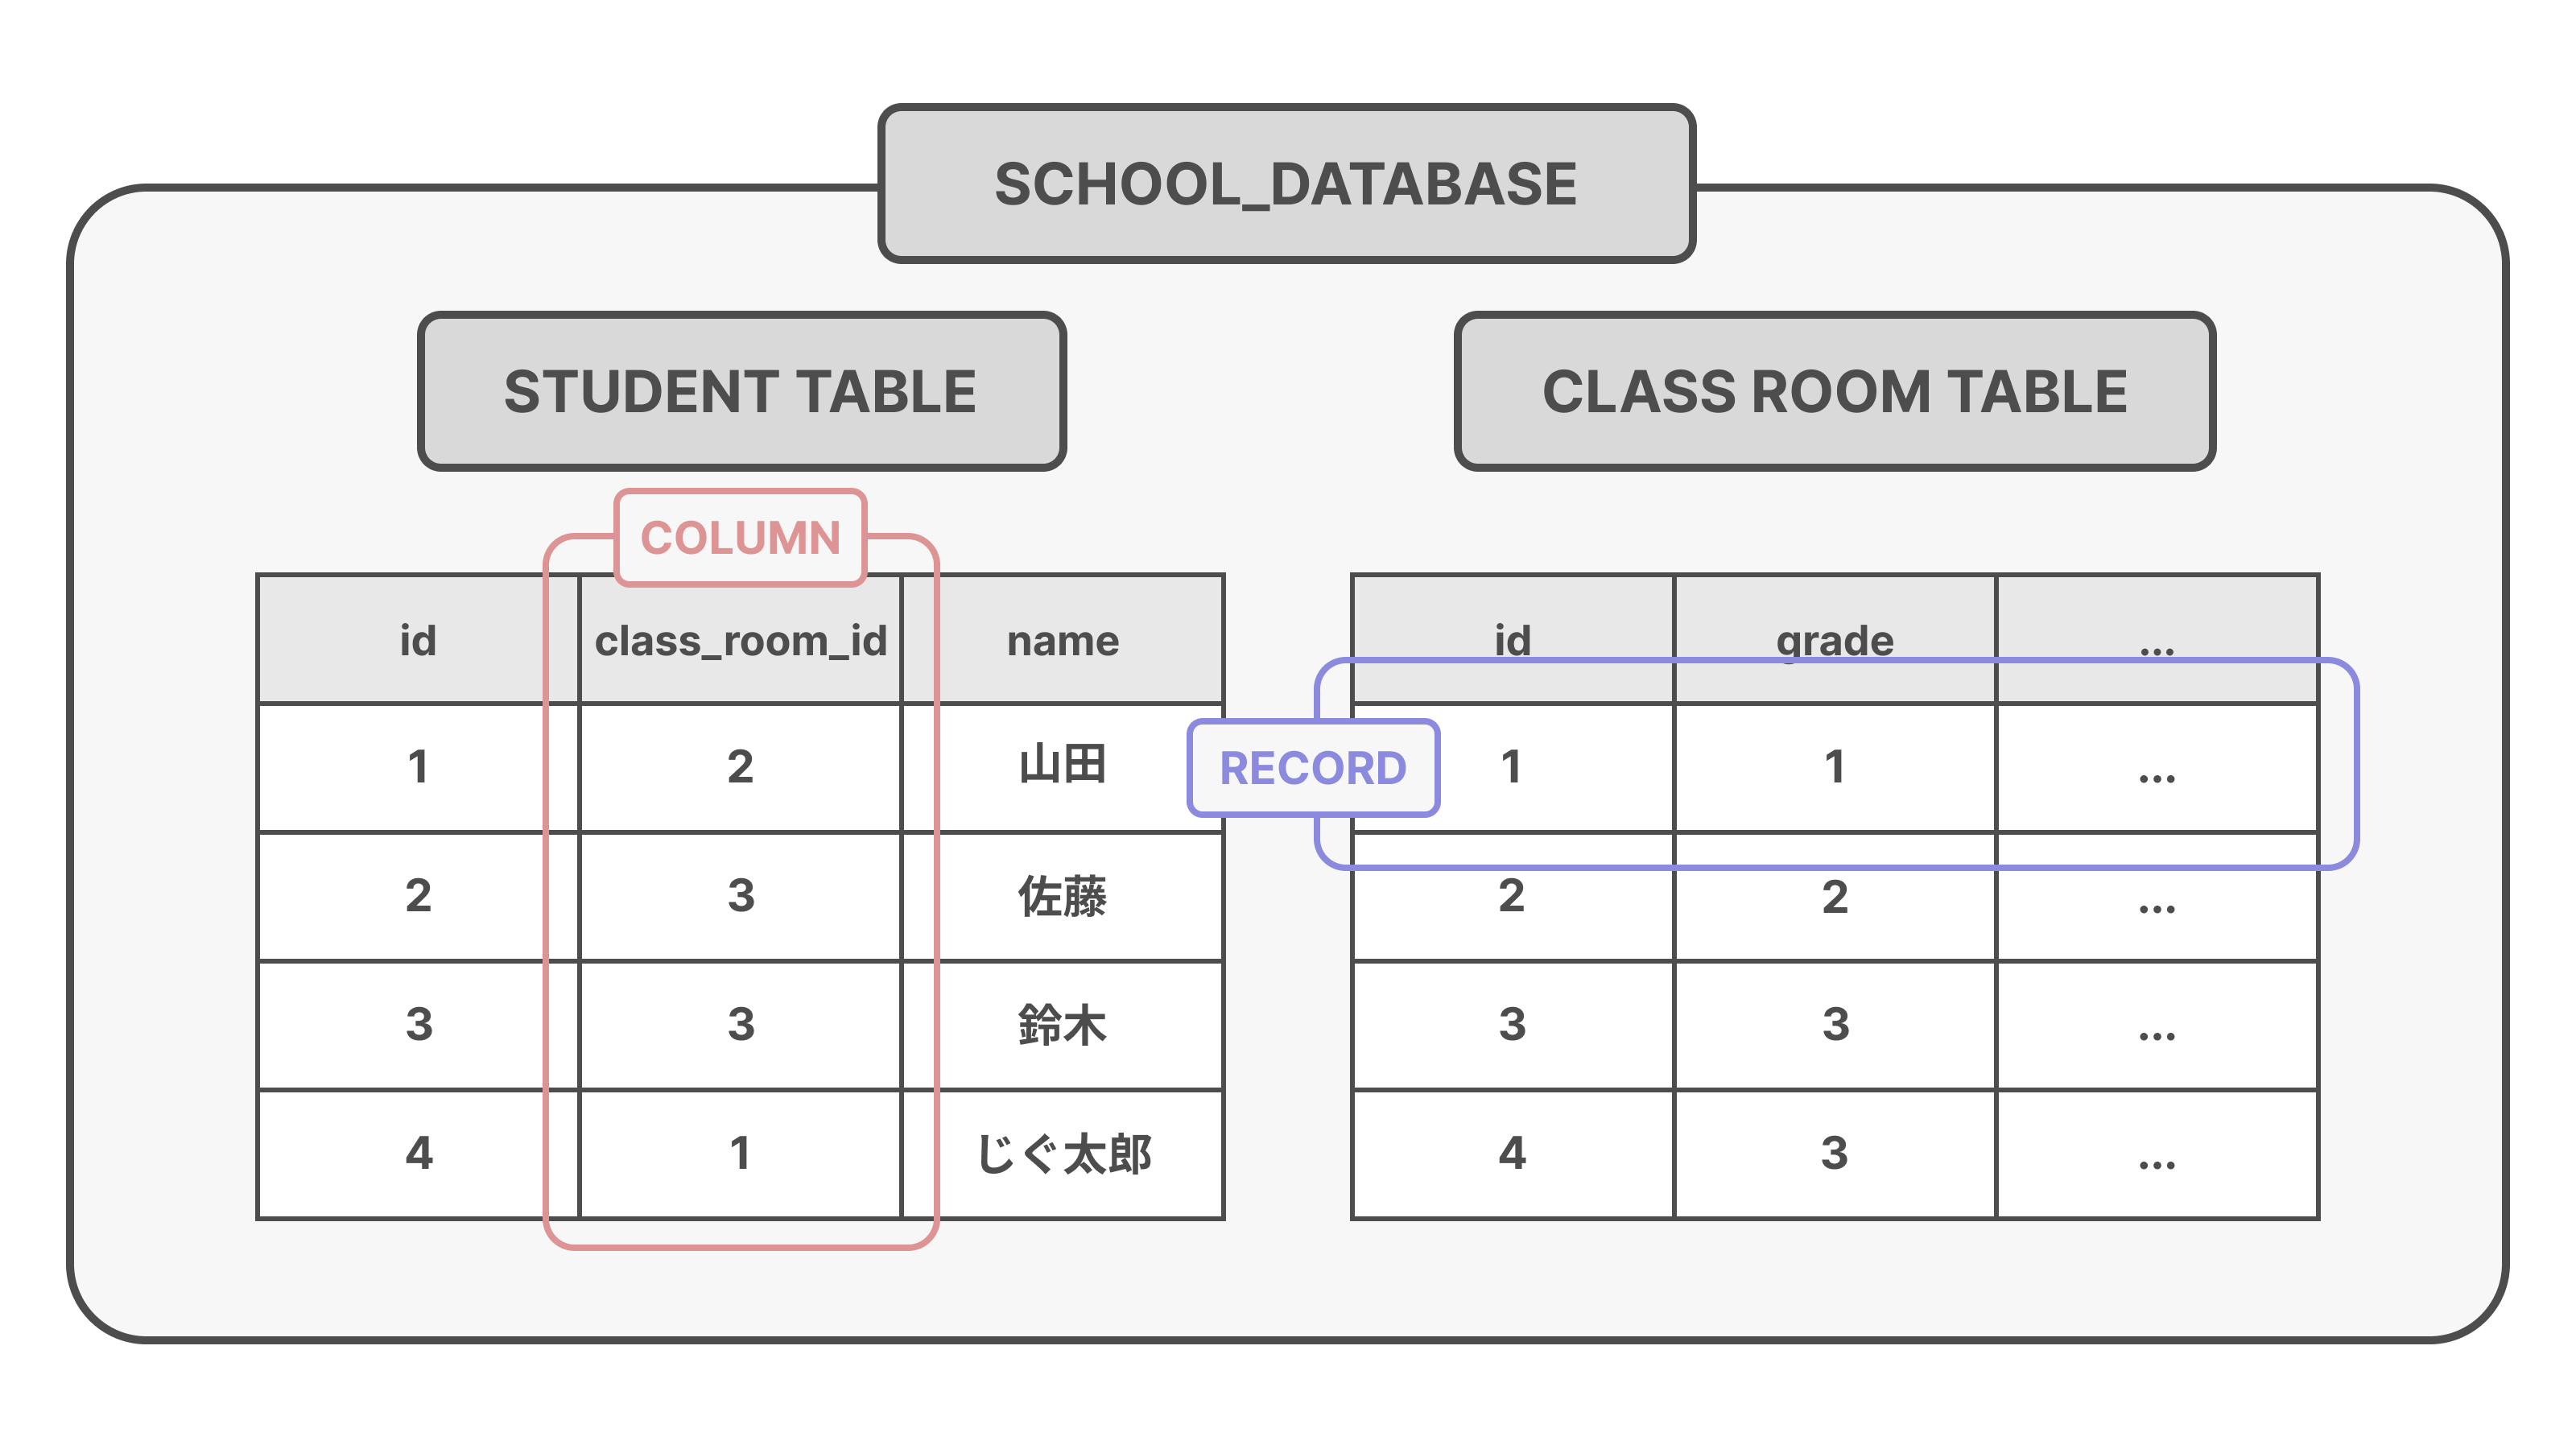 SCHOOL_DATABASE
STUDENT TABLE
COLUMN
id class_room_id name
1 2 山田
2 3 佐藤
3 3 鈴木
4 1 じぐ太郎
CLASS ROOM TABLE
RECORD
id grade ...
1 1 ...
2 2 ...
3 3 ...
4 3 ...